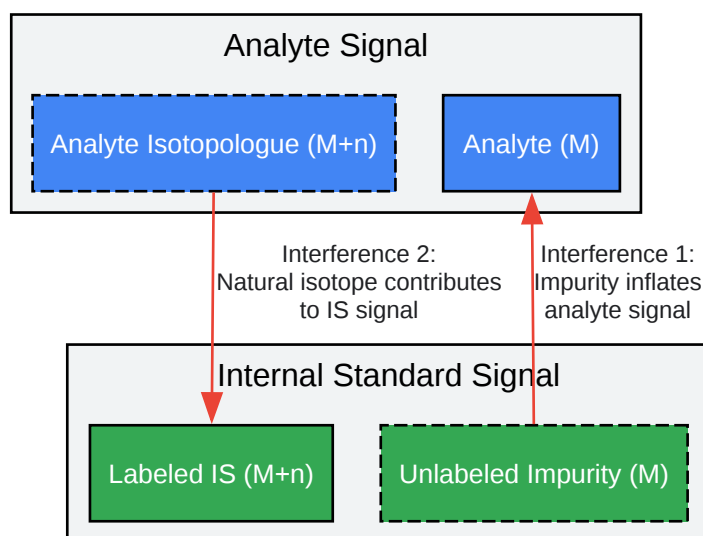 Analyte Signal
Analyte Isotopologue (M+n)
Analyte (M)
Interference 2:
Natural isotope contributes
to IS signal
Interference 1:
Impurity inflates
analyte signal
Internal Standard Signal
Labeled IS (M+n)
Unlabeled Impurity (M)